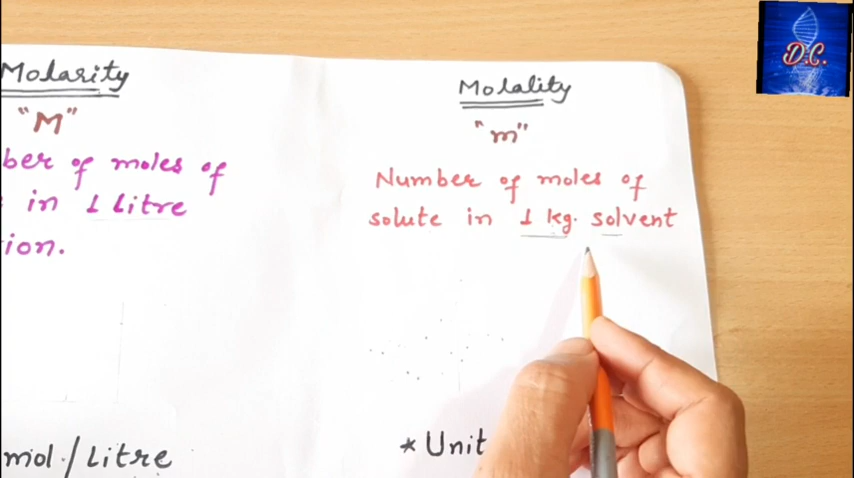 Molarity
"M"
ber of moles of
in 1 Litre
ion.
mol./Litre
Molality
"m"
Number of moles of
solute in 1 kg. solvent
* Unit
D.C.